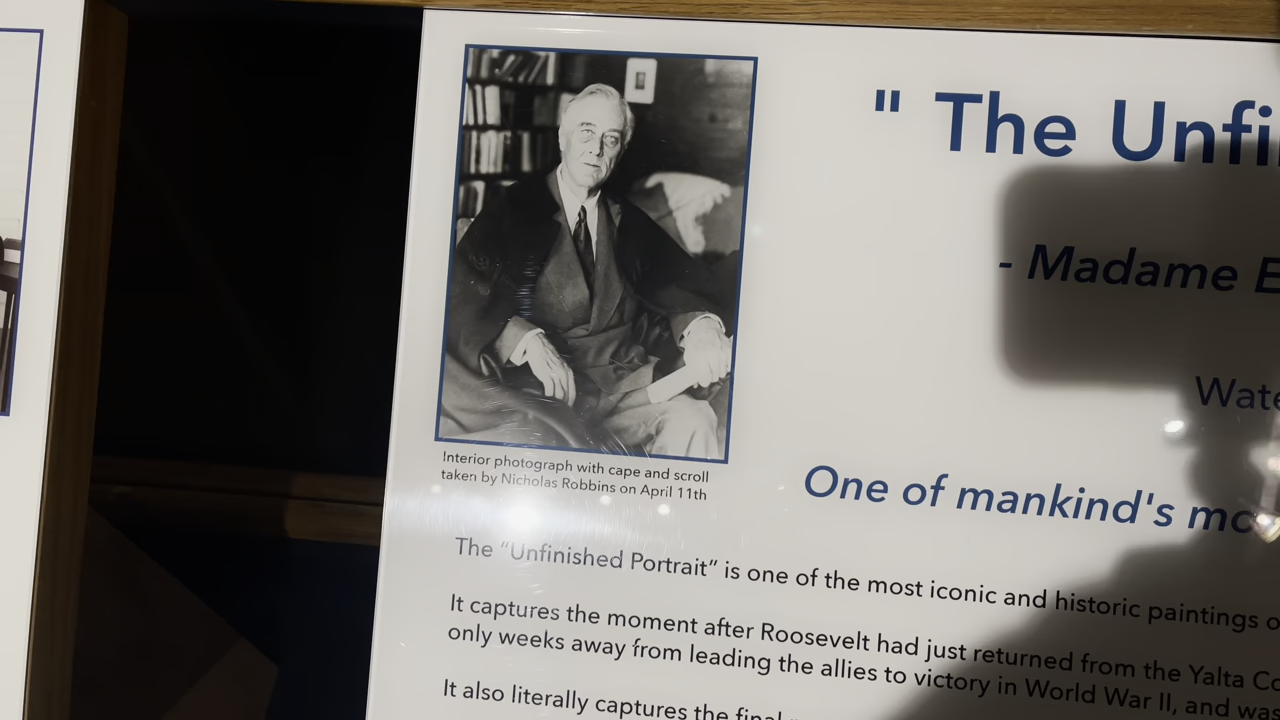 " The Unfi
- Madame E
Wate
One of mankind's mo
Interior photograph with cape and scroll
taken by Nicholas Robbins on April 11th
The “Unfinished Portrait” is one of the most iconic and historic paintings o
It captures the moment after Roosevelt had just returned from the Yalta Co
only weeks away from leading the allies to victory in World War II, and was
It also literally captures the final